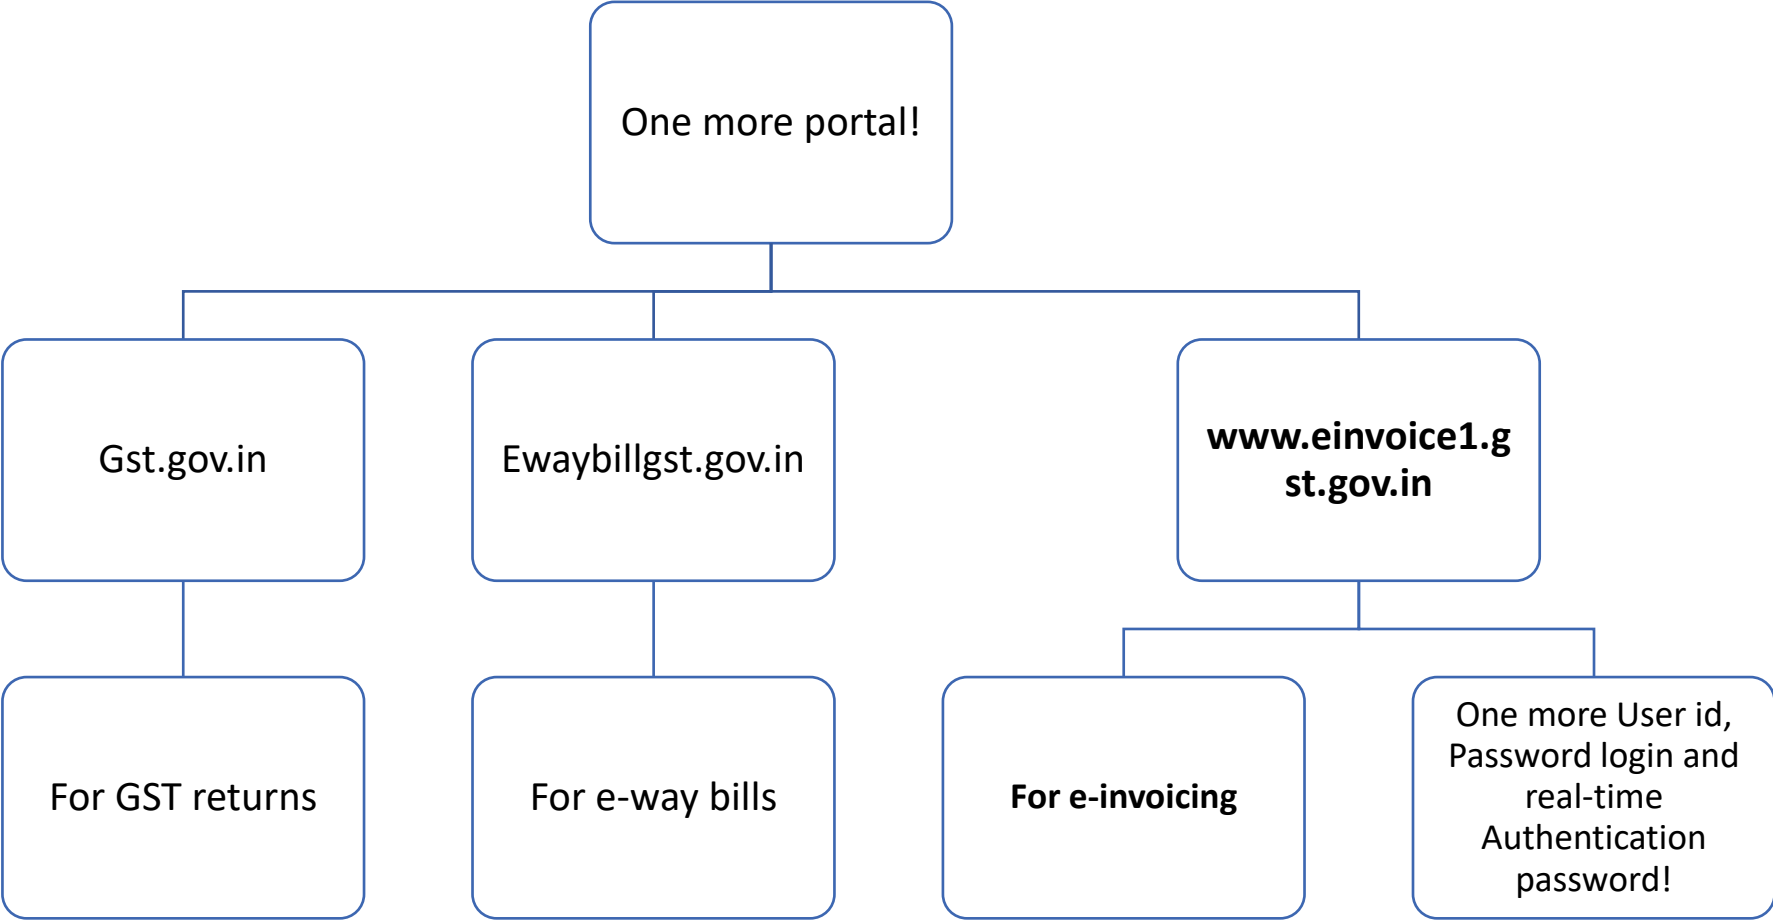 One more portal!
Gst.gov.in
Ewaybillgst.gov.in
www.einvoice1.g
st.gov.in
For GST returns
For e-way bills
For e-invoicing
One more User id,
Password login and
real-time
Authentication
password!